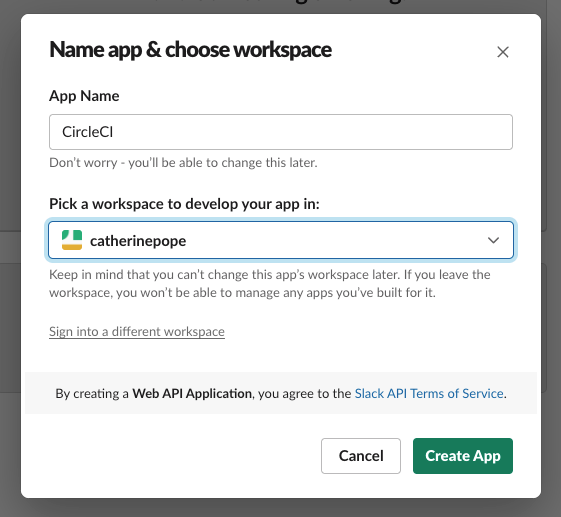 Name app & choose workspace
App Name
CircleCI
Don't worry - you'll be able to change this later.
Pick a workspace to develop your app in:
catherinepope
Keep in mind that you can't change this app's workspace later. If you leave the
workspace, you won't be able to manage any apps you've built for it.
Sign into a different workspace
By creating a Web API Application, you agree to the Slack API Terms of Service.
Cancel
Create App